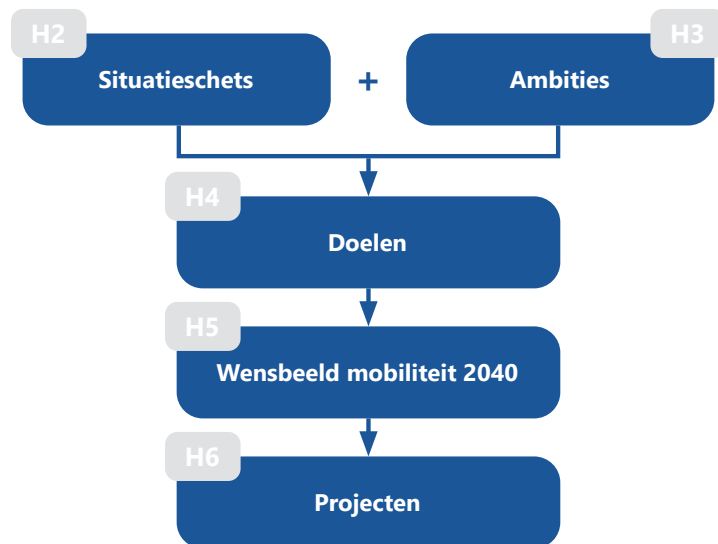 H2
H3
Situatieschets
+
Ambities
H4
Doelen
H5
Wensbeeld mobiliteit 2040
H6
Projecten